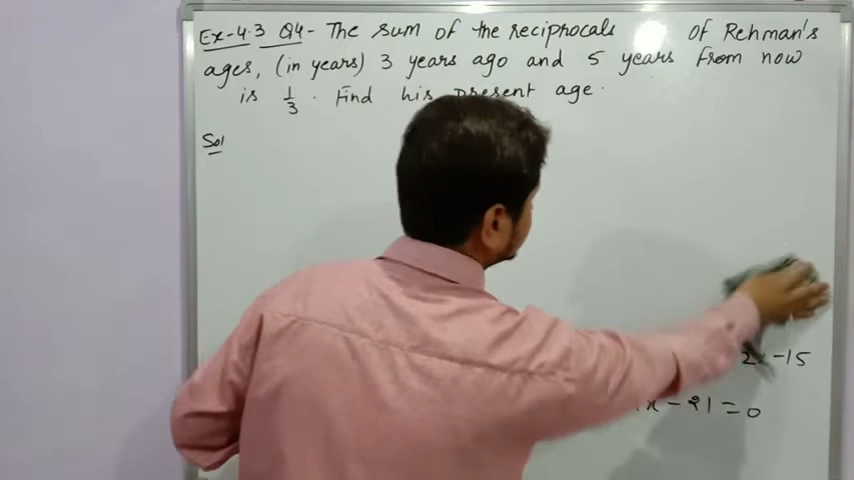 Ex-4.3 Q4- The sum of the reciprocals of Rehman's
ages, (in years) 3 years ago and 5 years from now
is 1/3. Find his present age.
Sol
-15
x - 21 = 0